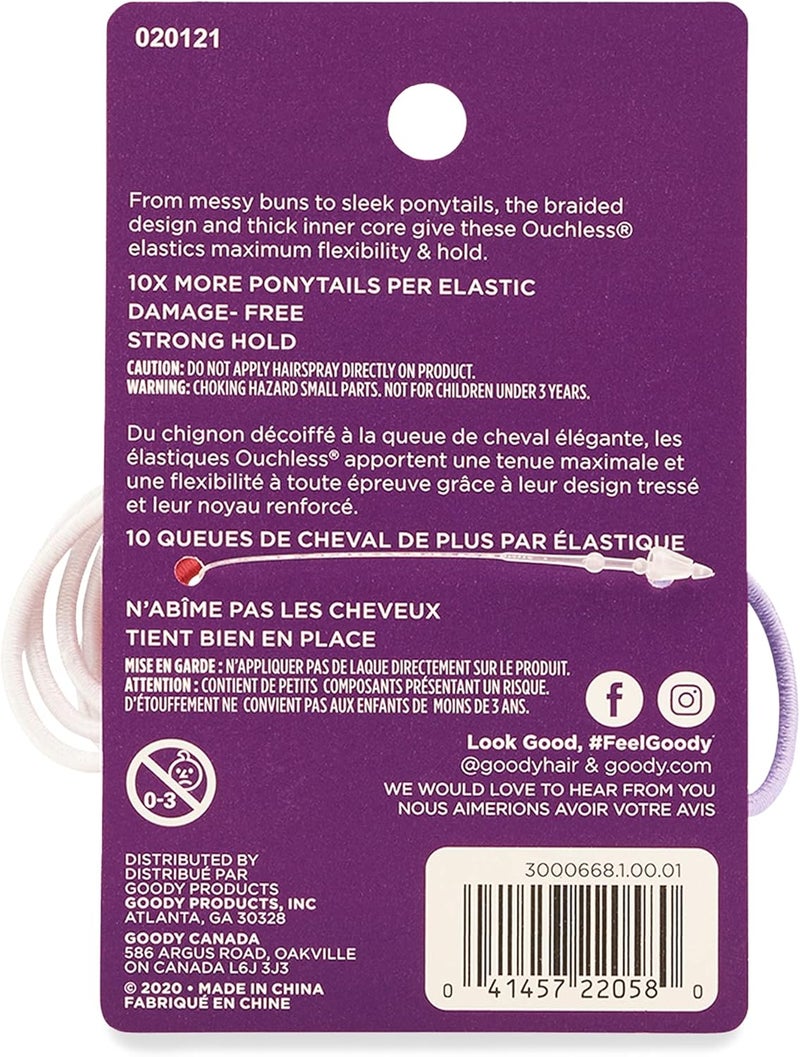 020121
From messy buns to sleek ponytails, the braided
design and thick inner core give these Ouchless®
elastics maximum flexibility & hold.
10X MORE PONYTAILS PER ELASTIC
DAMAGE- FREE
STRONG HOLD
CAUTION: DO NOT APPLY HAIRSPRAY DIRECTLY ON PRODUCT.
WARNING: CHOKING HAZARD SMALL PARTS. NOT FOR CHILDREN UNDER 3 YEARS.
Du chignon décoiffé à la queue de cheval élégante, les
élastiques Ouchless® apportent une tenue maximale et
une flexibilité à toute épreuve grâce à leur design tressé
et leur noyau renforcé.
10 QUEUES DE CHEVAL DE PLUS PAR ÉLASTIQUE
N'ABÎME PAS LES CHEVEUX
TIENT BIEN EN PLACE
MISE EN GARDE : N'APPLIQUER PAS DE LAQUE DIRECTEMENT SUR LE PRODUIT.
ATTENTION : CONTIENT DE PETITS COMPOSANTS PRÉSENTANT UN RISQUE.
D'ÉTOUFFEMENT NE CONVIENT PAS AUX ENFANTS DE MOINS DE 3 ANS.
f
Look Good, #FeelGoody
@goodyhair & goody.com
WE WOULD LOVE TO HEAR FROM YOU
NOUS AIMERIONS AVOIR VOTRE AVIS
0-3
DISTRIBUTED BY
DISTRIBUÉ PAR
GOODY PRODUCTS
GOODY PRODUCTS, INC
ATLANTA, GA 30328
GOODY CANADA
586 ARGUS ROAD, OAKVILLE
ON CANADA L6J 3J3
© 2020 • MADE IN CHINA
FABRIQUÉ EN CHINE
3000668.1.00.01
0 41457 22058 0